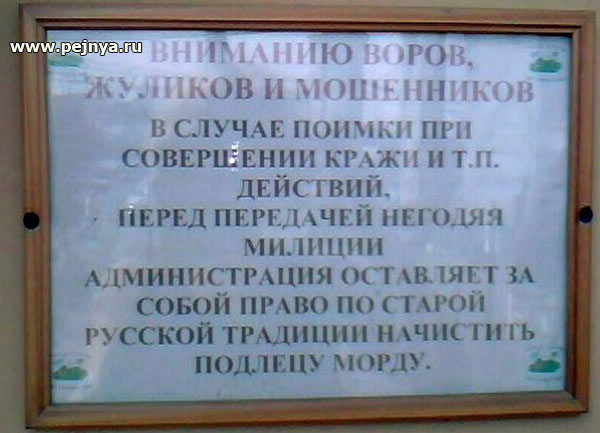 www.pejnya.ru
ВНИМАНИЮ ВОРОВ,
ЖУЛИКОВ И МОШЕННИКОВ
В СЛУЧАЕ ПОИМКИ ПРИ
СОВЕРШЕНИИ КРАЖИ И Т.П.
ДЕЙСТВИЙ,
ПЕРЕД ПЕРЕДАЧЕЙ НЕГОДЯЯ
МИЛИЦИИ
АДМИНИСТРАЦИЯ ОСТАВЛЯЕТ ЗА
СОБОЙ ПРАВО ПО СТАРОЙ
РУССКОЙ ТРАДИЦИИ НАЧИСТИТЬ
ПОДЛЕЦУ МОРДУ.